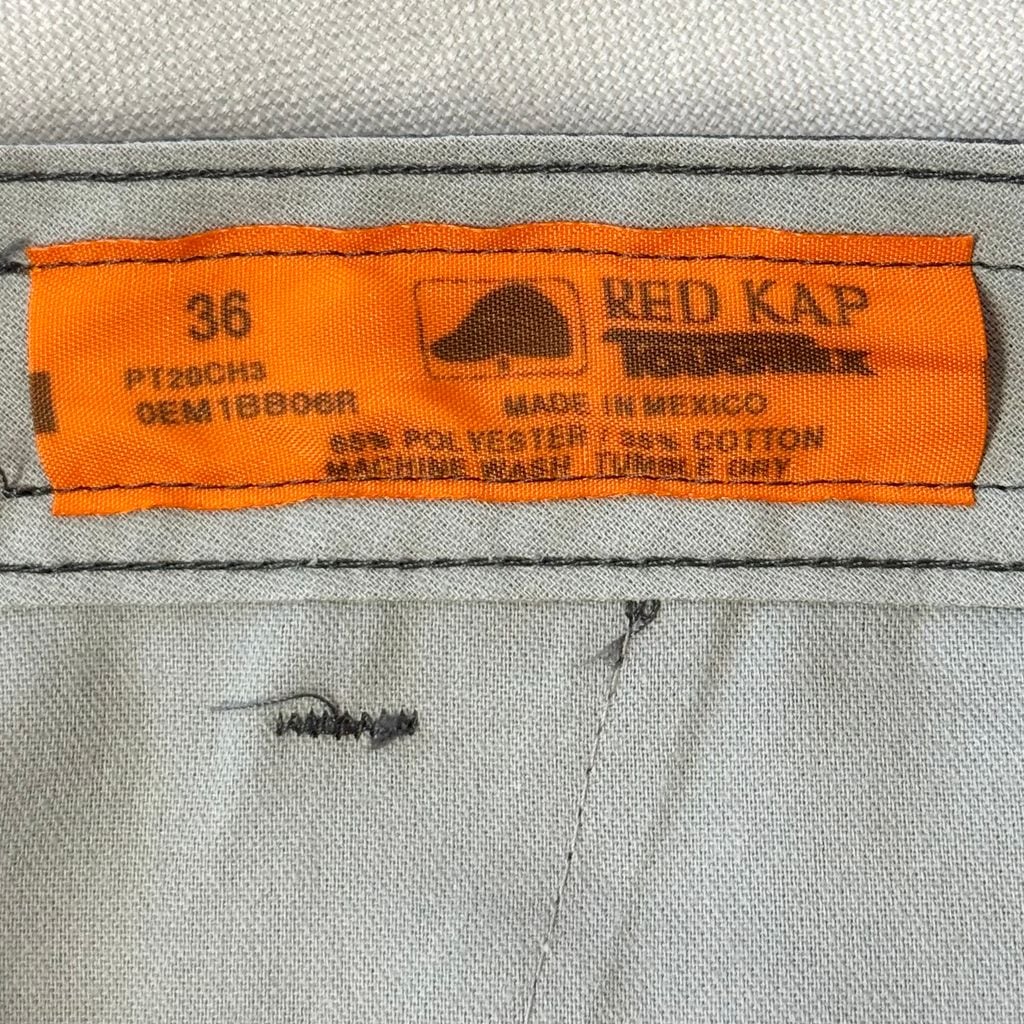 36
PT20CH3
0EM1BB06R
RED KAP
MADE IN MEXICO
65% POLYESTER / 35% COTTON
MACHINE WASH TUMBLE DRY